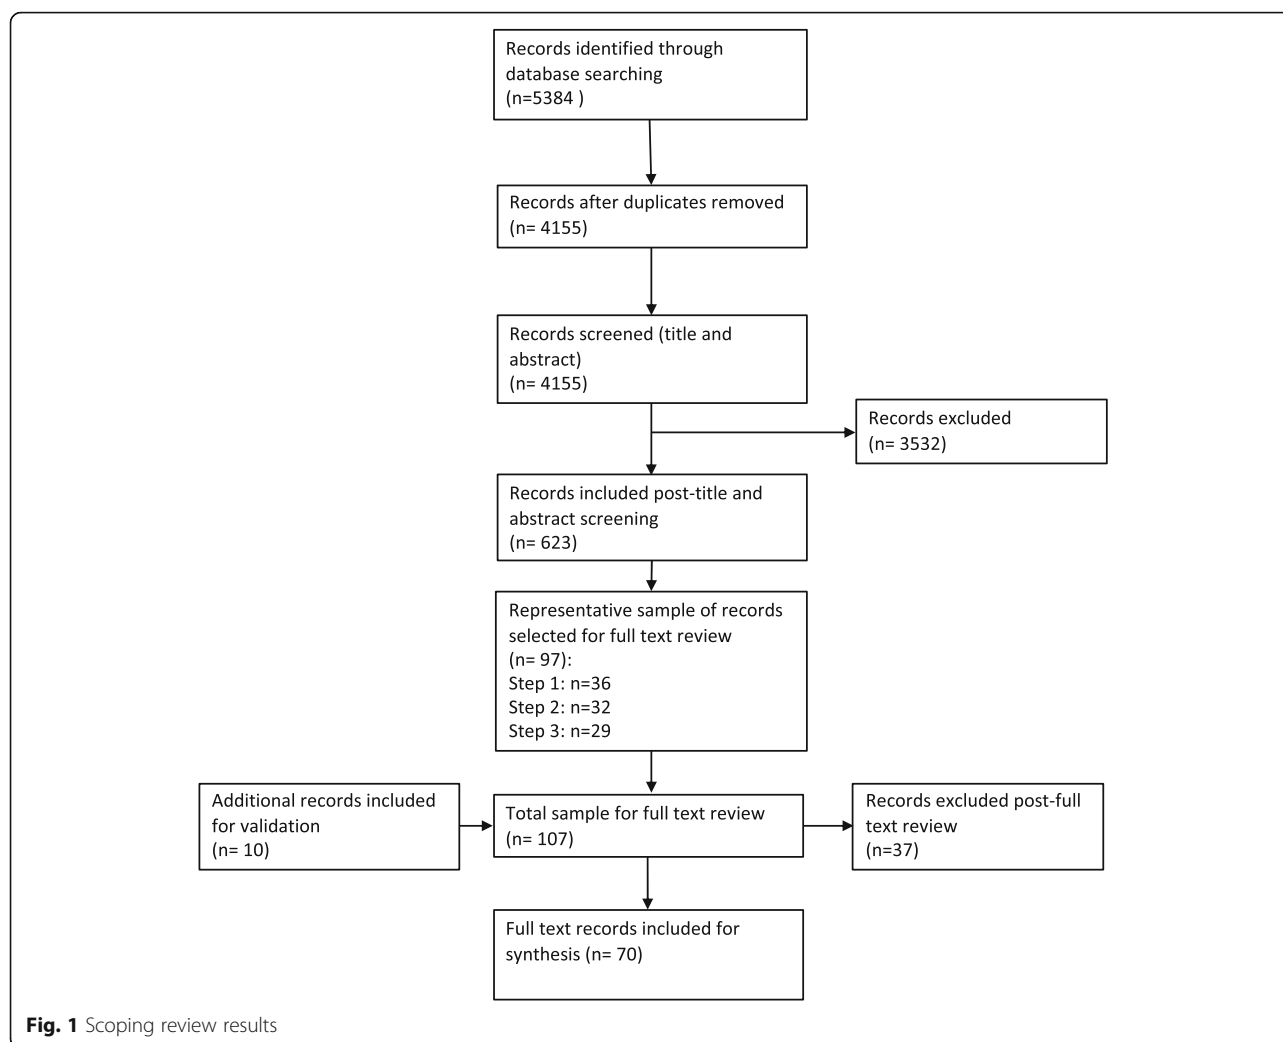 Records identified through
database searching
(n=5384 )
Records after duplicates removed
(n= 4155)
Records screened (title and
abstract)
(n= 4155)
Records excluded
(n= 3532)
Records included post-title and
abstract screening
(n= 623)
Representative sample of records
selected for full text review
(n= 97):
Step 1: n=36
Step 2: n=32
Step 3: n=29
Additional records included
for validation
(n= 10)
Total sample for full text review
(n= 107)
Records excluded post-full
text review
(n=37)
Full text records included for
synthesis (n= 70)
Fig. 1 Scoping review results